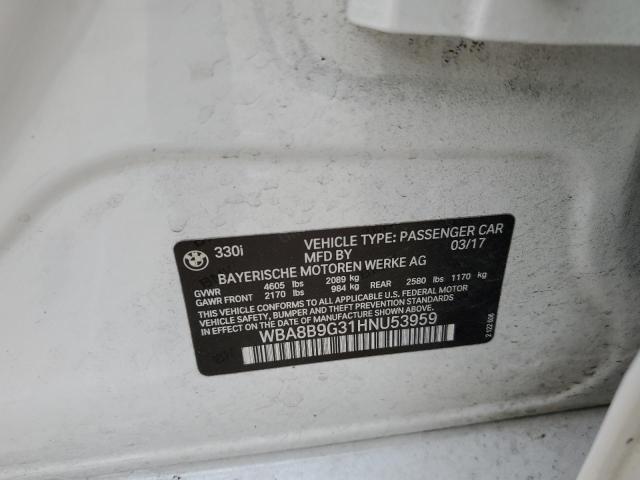 330i VEHICLE TYPE: PASSENGER CAR
MFD BY 03/17
BAYERISCHE MOTOREN WERKE AG
GVWR 4605 lbs 2089 kg
GAWR FRONT 2170 lbs 984 kg REAR 2580 lbs 1170 kg
THIS VEHICLE CONFORMS TO ALL APPLICABLE U.S. FEDERAL MOTOR
VEHICLE SAFETY, BUMPER AND THEFT PREVENTION STANDARDS
IN EFFECT ON THE DATE OF MANUFACTURE SHOWN ABOVE.
WBA8B9G31HNU53959